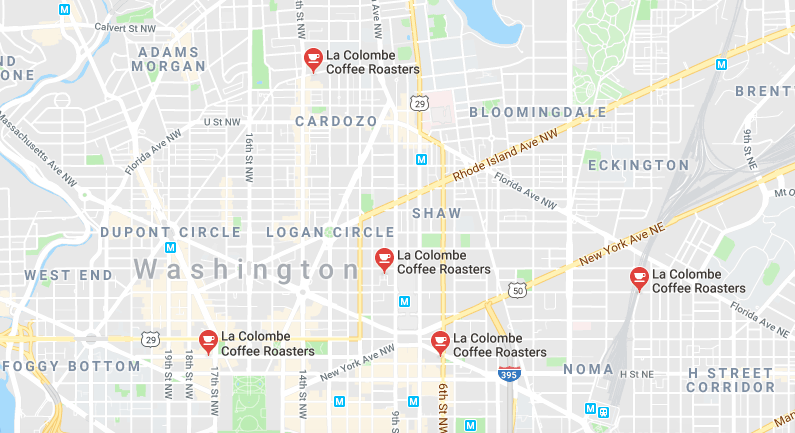 Calvert St NW
M
ADAMS
MORGAN
La Colombe
Coffee Roasters
29
M
BRENT
BLOOMINGDALE
CARDOZO
U St NW
Massachusetts Ave NW
Florida Ave NW
16th St NW
M
Rhode Island Ave NW
Florida Ave NW
9th St NE
ECKINGTON
Mt O
SHAW
DUPONT CIRCLE
LOGAN CIRCLE
M
New York Ave NE
WEST END
Washington
La Colombe
Coffee Roasters
La Colombe
Coffee Roasters
50
M
Florida Ave NW
29
La Colombe
Coffee Roasters
La Colombe
Coffee Roasters
FOGGY BOTTOM
19th St NW
18th St NW
17th St NW
14th St NW
New York Ave NW
395
NOMA
H St NE
H STREET
CORRIDOR
9th S
6th St NW
M
M
M
M